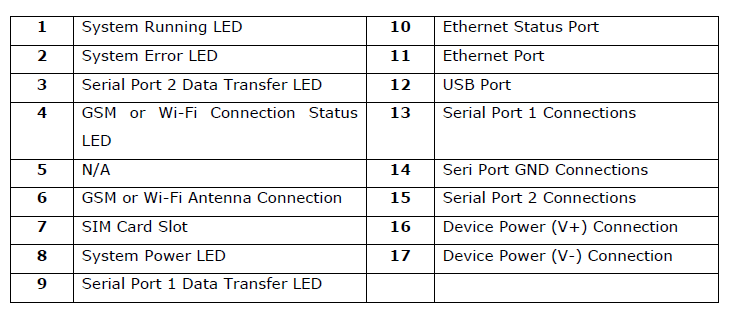 1 System Running LED 10 Ethernet Status Port
2 System Error LED 11 Ethernet Port
3 Serial Port 2 Data Transfer LED 12 USB Port
4 GSM or Wi-Fi Connection Status 13 Serial Port 1 Connections
LED
5 N/A 14 Seri Port GND Connections
6 GSM or Wi-Fi Antenna Connection 15 Serial Port 2 Connections
7 SIM Card Slot 16 Device Power (V+) Connection
8 System Power LED 17 Device Power (V-) Connection
9 Serial Port 1 Data Transfer LED